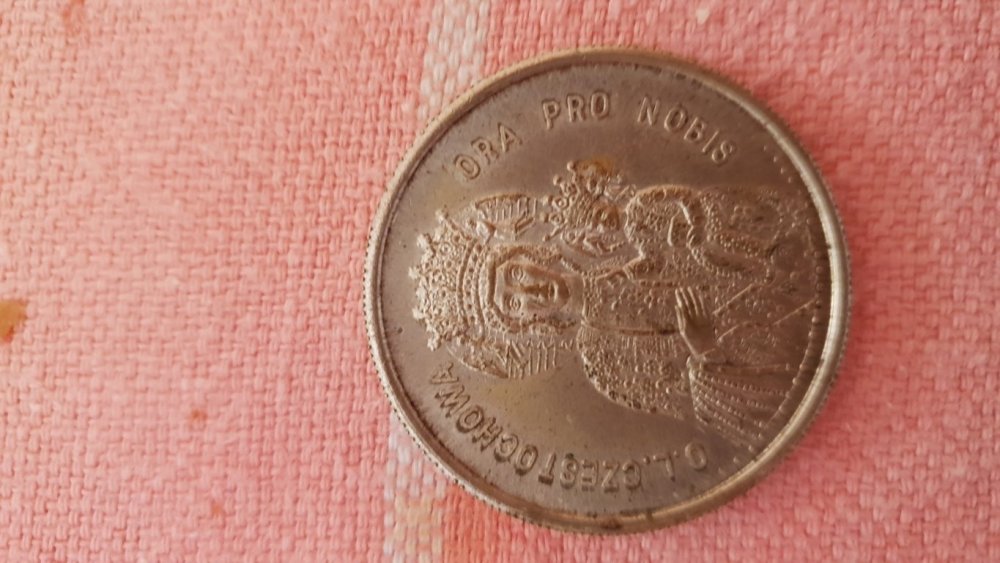 O.L. CZESTOCHOWA
ORA PRO NOBIS